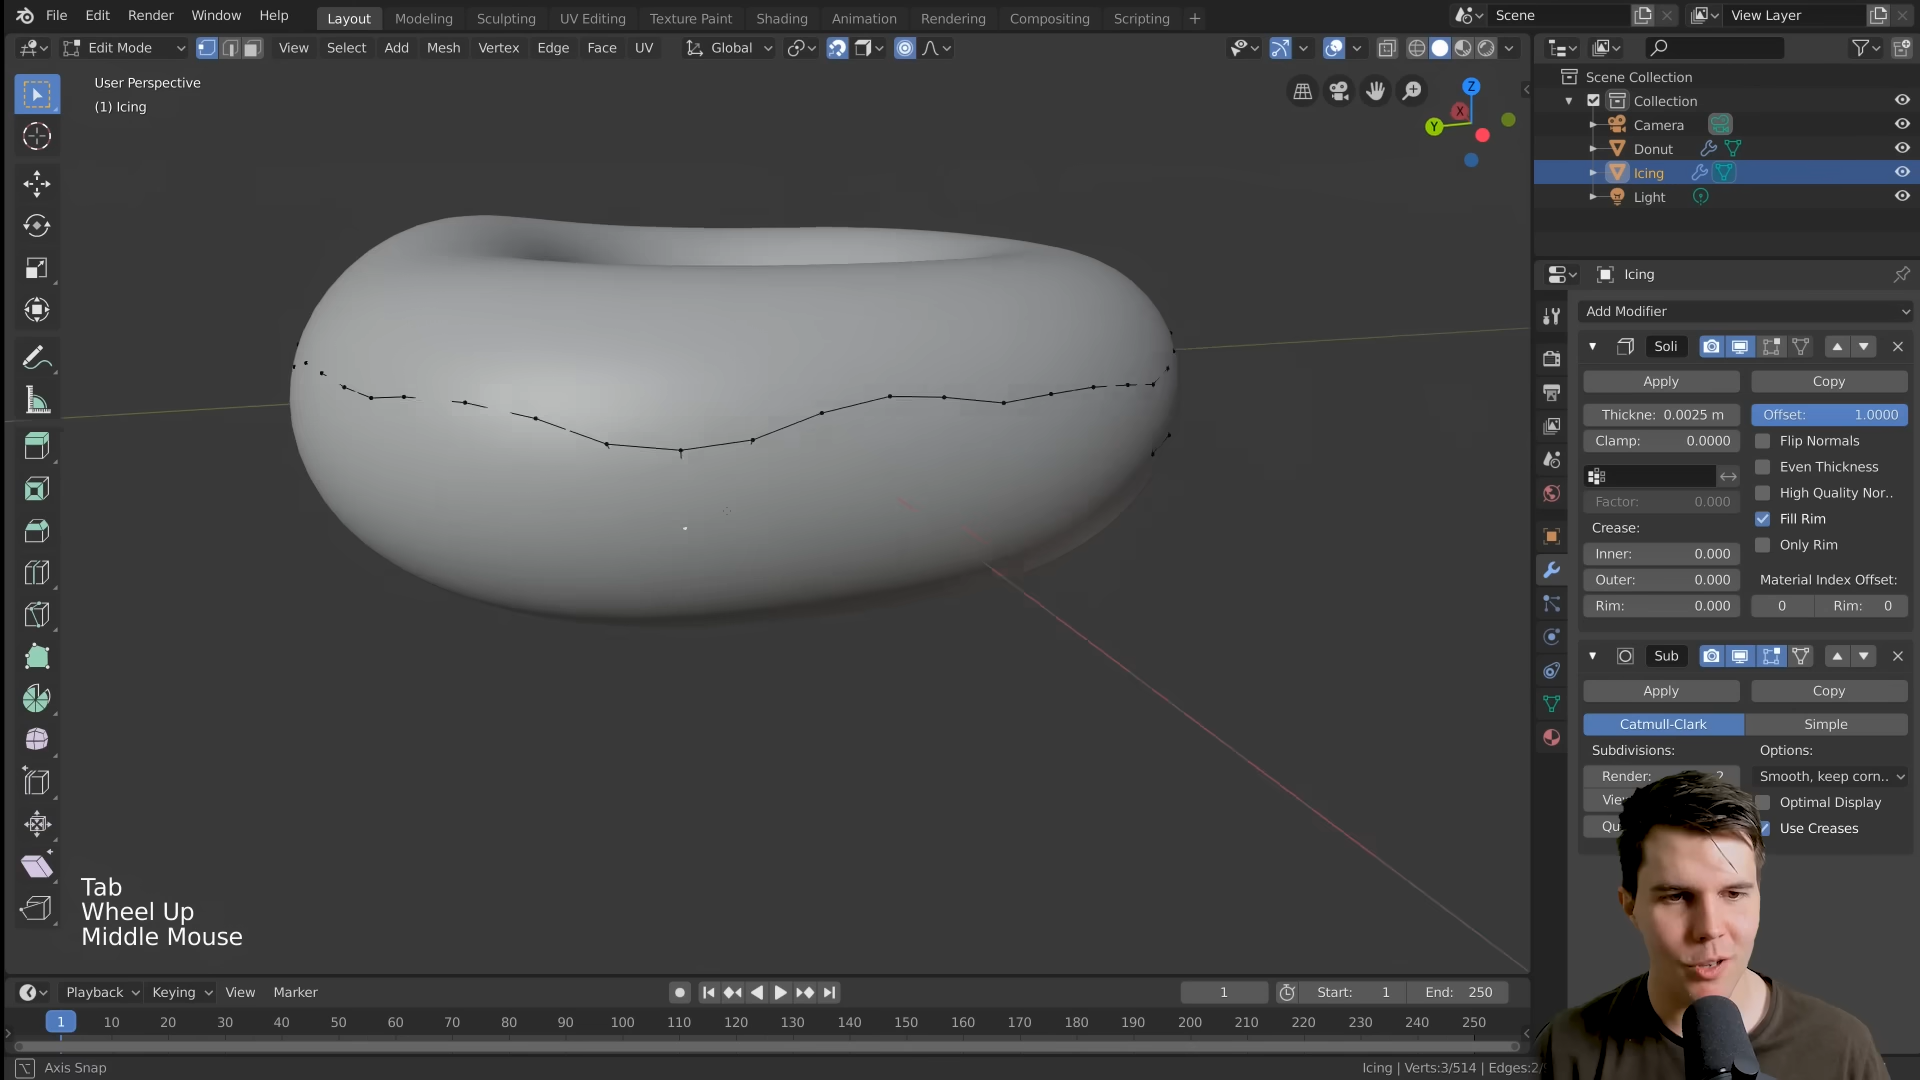 File Edit Render Window Help
Layout Modeling Sculpting UV Editing Texture Paint Shading Animation Rendering Compositing Scripting +
Scene
View Layer
Edit Mode
View Select Add Mesh Vertex Edge Face UV
Global
User Perspective
(1) Icing
Z
X
Y
Scene Collection
Collection
Camera
Donut
Icing
Light
Icing
Add Modifier
Soli
Apply Copy
Thickne: 0.0025 m Offset: 1.0000
Clamp: 0.0000 Flip Normals
Even Thickness
High Quality Nor..
Factor: 0.000
Fill Rim
Crease:
Only Rim
Inner: 0.000
Outer: 0.000 Material Index Offset:
Rim: 0.000 0 Rim: 0
Sub
Apply Copy
Catmull-Clark Simple
Subdivisions: Options:
Render: 2 Smooth, keep corn..
Optimal Display
Use Creases
Tab
Wheel Up
Middle Mouse
Playback Keying View Marker
1 Start: 1 End: 250
1 10 20 30 40 50 60 70 80 90 100 110 120 130 140 150 160 170 180 190 200 210 220 230 240 250
Axis Snap
Icing | Verts:3/514 | Edges:2/